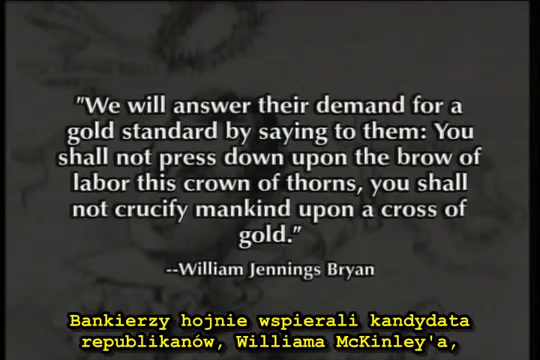 "We will answer their demand for a
gold standard by saying to them: You
shall not press down upon the brow of
labor this crown of thorns, you shall
not crucify mankind upon a cross of
gold."
--William Jennings Bryan
Bankierzy hojnie wspierali kandydata
republikanów, Williama McKinley'a,